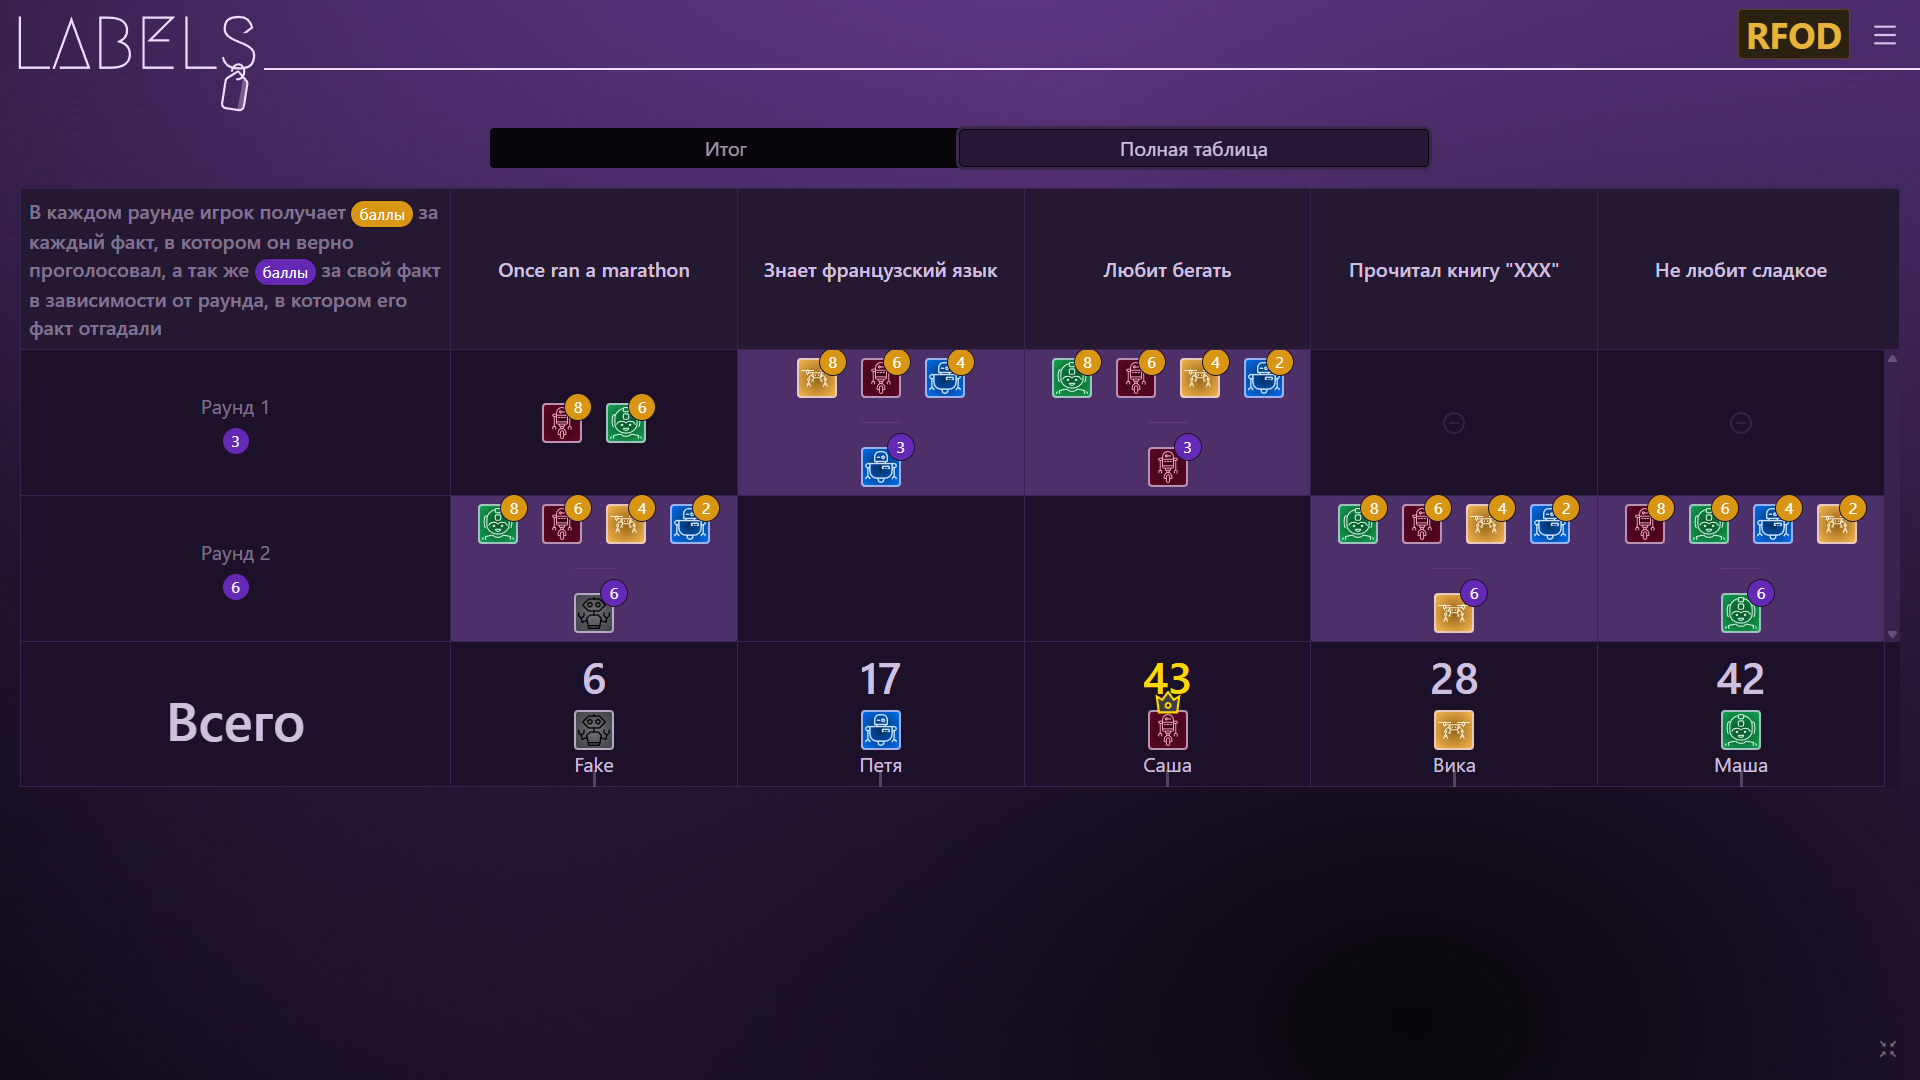 LABELS
RFOD
Итог
Полная таблица
В каждом раунде игрок получает баллы за
каждый факт, в котором он верно
проголосовал, а так же баллы за свой факт
в зависимости от раунда, в котором его
факт отгадали
Once ran a marathon
Знает французский язык
Любит бегать
Прочитал книгу "XXX"
Не любит сладкое
Раунд 1
3
8 6
8 6 4
3
8 6 4 2
3
Раунд 2
6
8 6 4 2
6
8 6 4 2
6
8 6 4 2
6
Всего
6
Fake
17
Петя
43
Саша
28
Вика
42
Маша